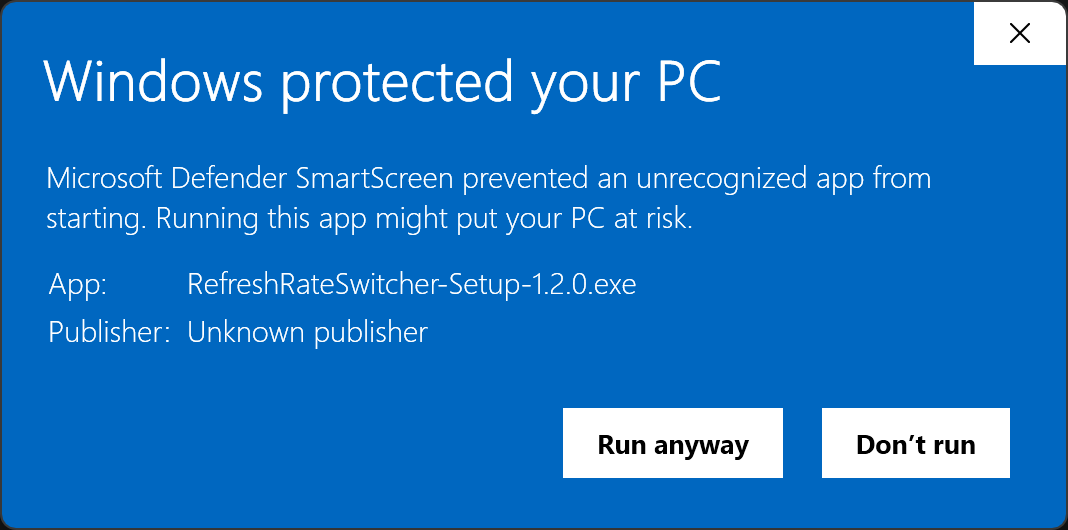 Windows protected your PC
Microsoft Defender SmartScreen prevented an unrecognized app from
starting. Running this app might put your PC at risk.
App: RefreshRateSwitcher-Setup-1.2.0.exe
Publisher: Unknown publisher
Run anyway Don’t run